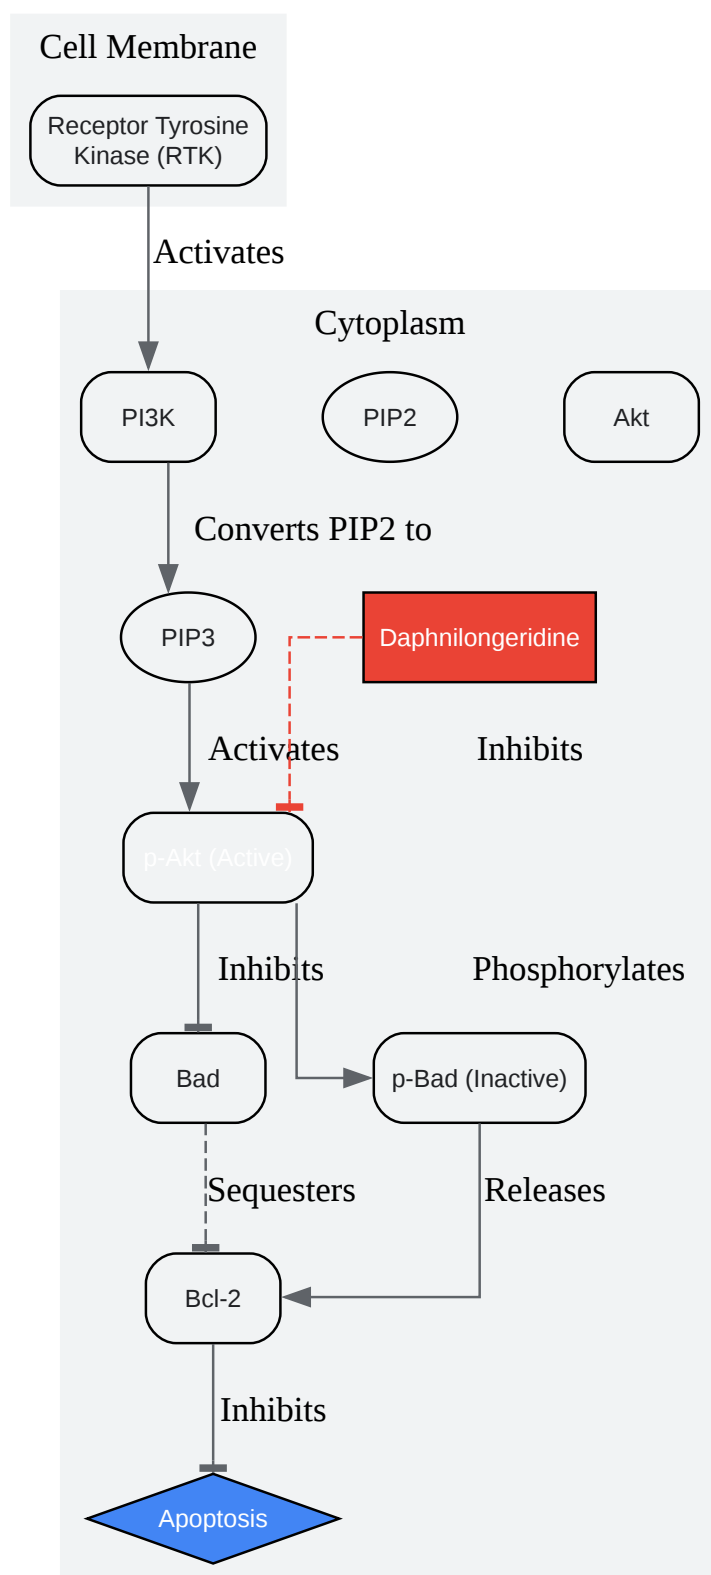 Cell Membrane
Receptor Tyrosine
Kinase (RTK)
Activates
Cytoplasm
PI3K
PIP2
Akt
Converts PIP2 to
PIP3
Daphnilongeridine
Activates
Inhibits
p-Akt (Active)
Inhibits
Phosphorylates
Bad
p-Bad (Inactive)
Sequesters
Releases
Bcl-2
Inhibits
Apoptosis